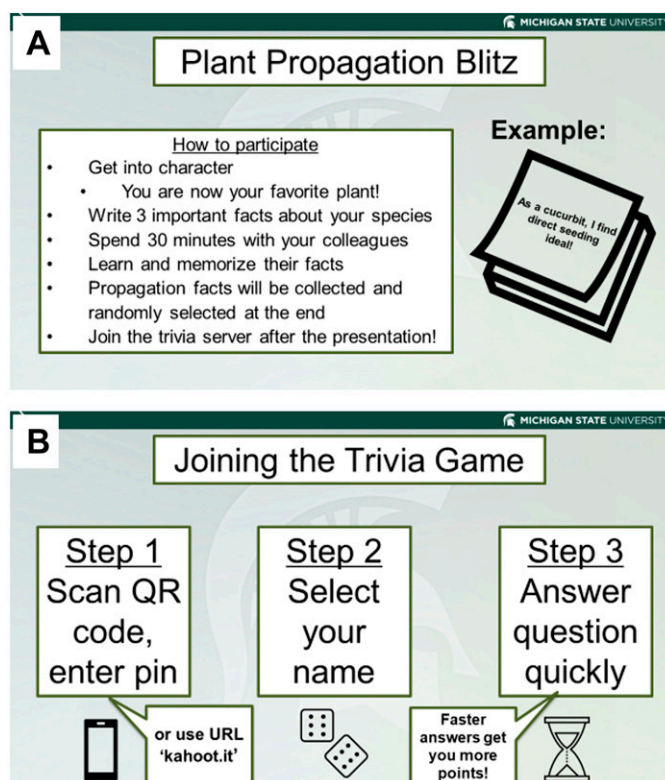 MICHIGAN STATE UNIVERSITY
A
Plant Propagation Blitz
How to participate
• Get into character
• You are now your favorite plant!
• Write 3 important facts about your species
• Spend 30 minutes with your colleagues
• Learn and memorize their facts
• Propagation facts will be collected and
randomly selected at the end
• Join the trivia server after the presentation!
Example:
As a cucurbit, I find
direct seeding
ideal!
MICHIGAN STATE UNIVERSITY
B
Joining the Trivia Game
Step 1
Scan QR
code,
enter pin
or use URL
‘kahoot.it’
Step 2
Select
your
name
Step 3
Answer
question
quickly
Faster
answers get
you more
points!